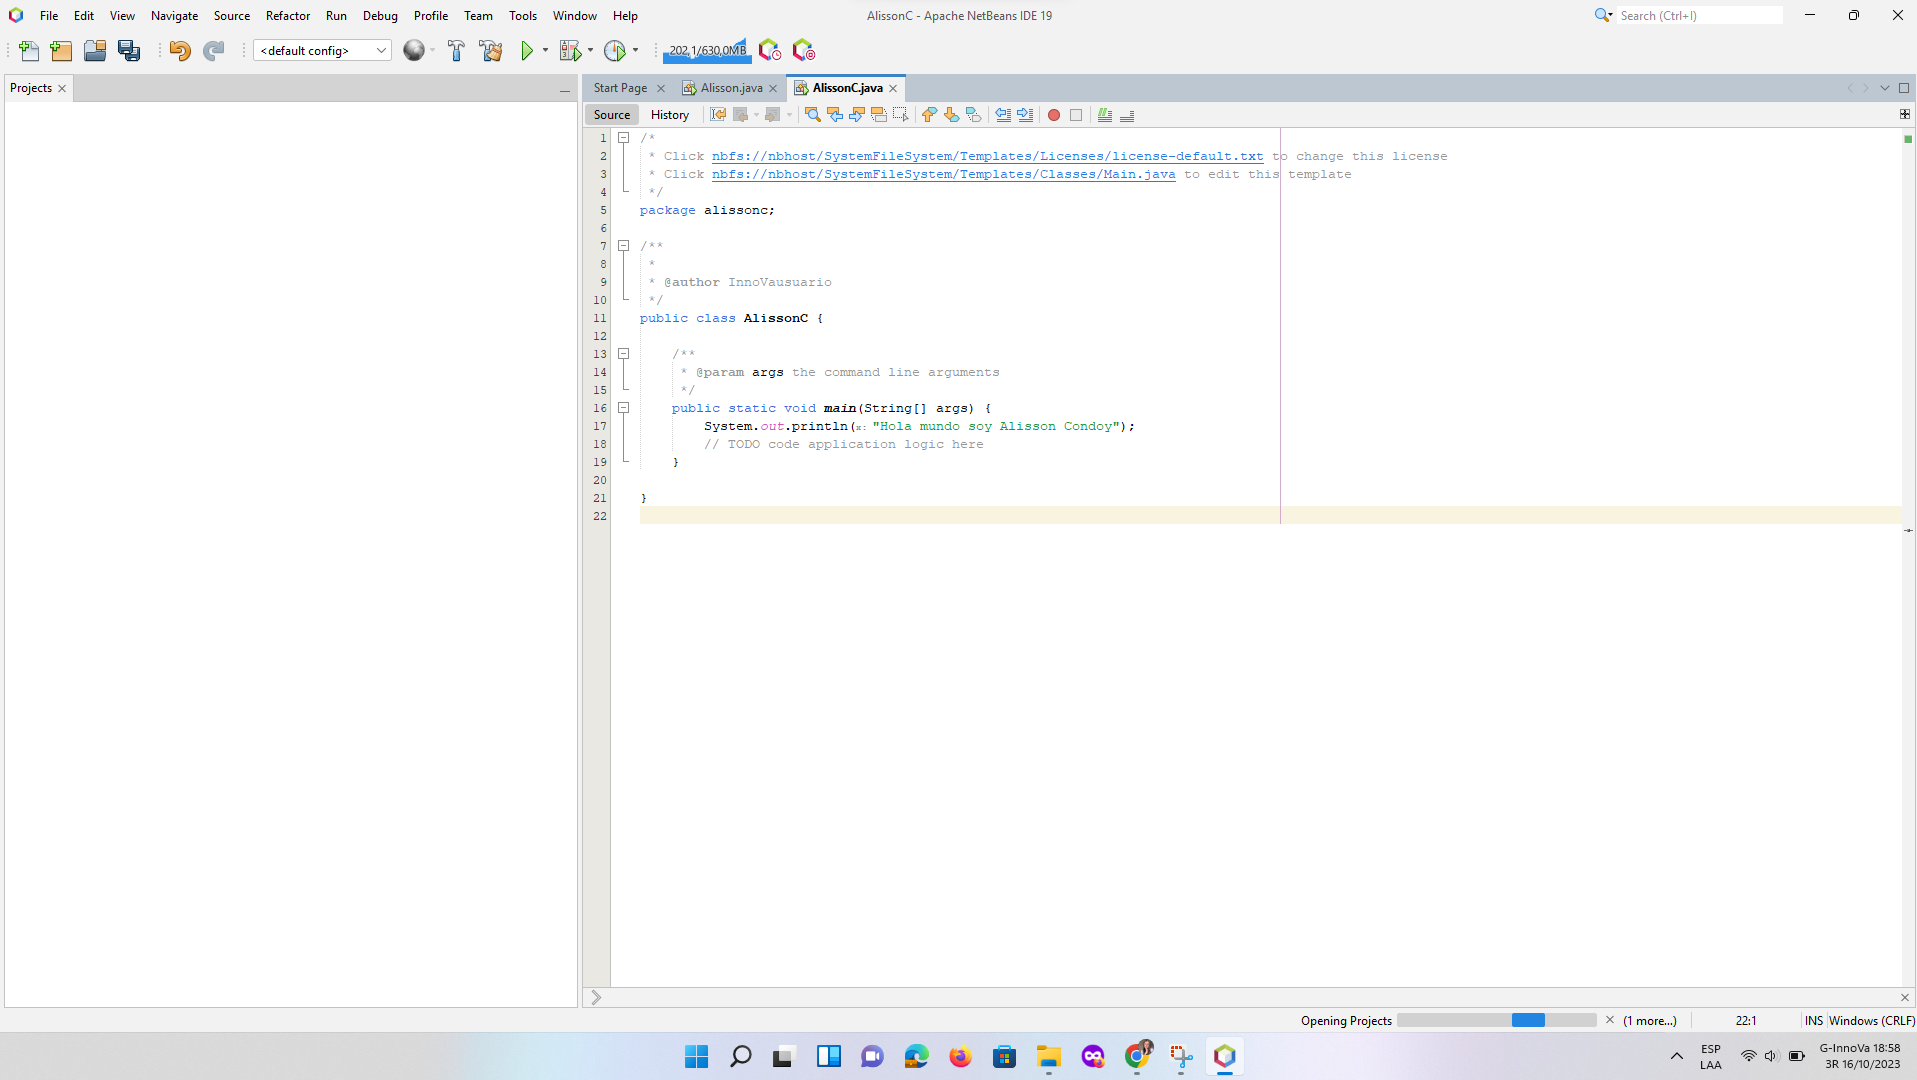 File Edit View Navigate Source Refactor Run Debug Profile Team Tools Window Help
AlissonC - Apache NetBeans IDE 19
Search (Ctrl+I)
<default config>
202,1/630,0MB
Projects
Start Page
Alisson.java
AlissonC.java
Source History
1 /*
2 * Click nbfs://nbhost/SystemFileSystem/Templates/Licenses/license-default.txt to change this license
3 * Click nbfs://nbhost/SystemFileSystem/Templates/Classes/Main.java to edit this template
4 */
5 package alissonc;
6
7 /**
8 *
9 * @author InnoVausuario
10 */
11 public class AlissonC {
12
13 /**
14 * @param args the command line arguments
15 */
16 public static void main(String[] args) {
17 System.out.println(x: "Hola mundo soy Alisson Condoy");
18 // TODO code application logic here
19 }
20
21 }
22
Opening Projects (1 more...) 22:1 INS Windows (CRLF)
ESP
LAA
G-InnoVa 18:58
3R 16/10/2023